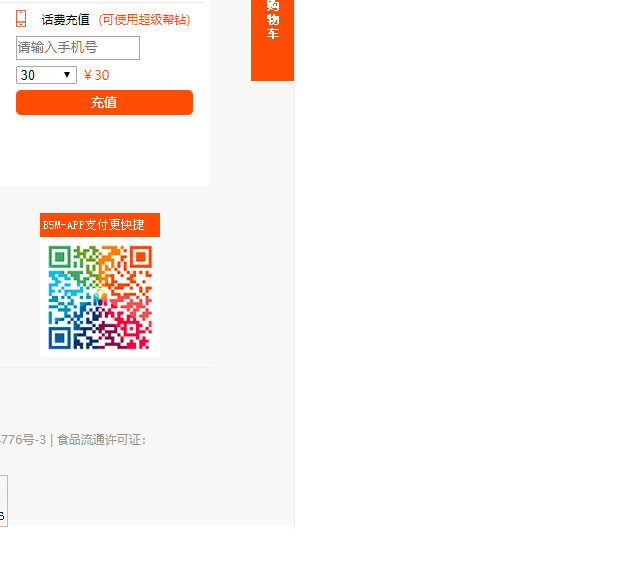 购物车
话费充值 (可使用超级帮钻)
请输入手机号
30 ▼ ￥30
充值
BSM-APP支付更快捷
776号-3 | 食品流通许可证: